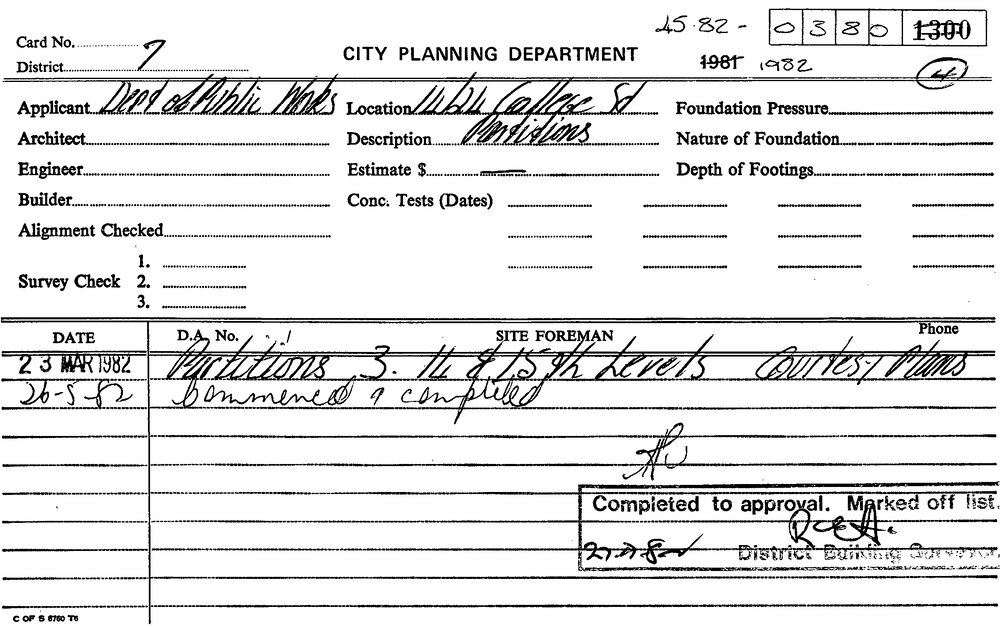 45·82 - 0380 1300
Card No. 7
District
CITY PLANNING DEPARTMENT
1981 1982
4
Applicant Dept of Public Works Location College St Foundation Pressure
Architect Description Partitions Nature of Foundation
Engineer Estimate $ — Depth of Footings
Builder Conc. Tests (Dates)
Alignment Checked
1.
Survey Check 2.
3.
DATE D.A. No. SITE FOREMAN Phone
23 MAR 1982 Partitions 3. 14 & 15th Levels Courtesy Plans
26-5-82 Commenced & completed
Completed to approval. Marked off list.
District Building Surveyor.
C OF S 6760 T6